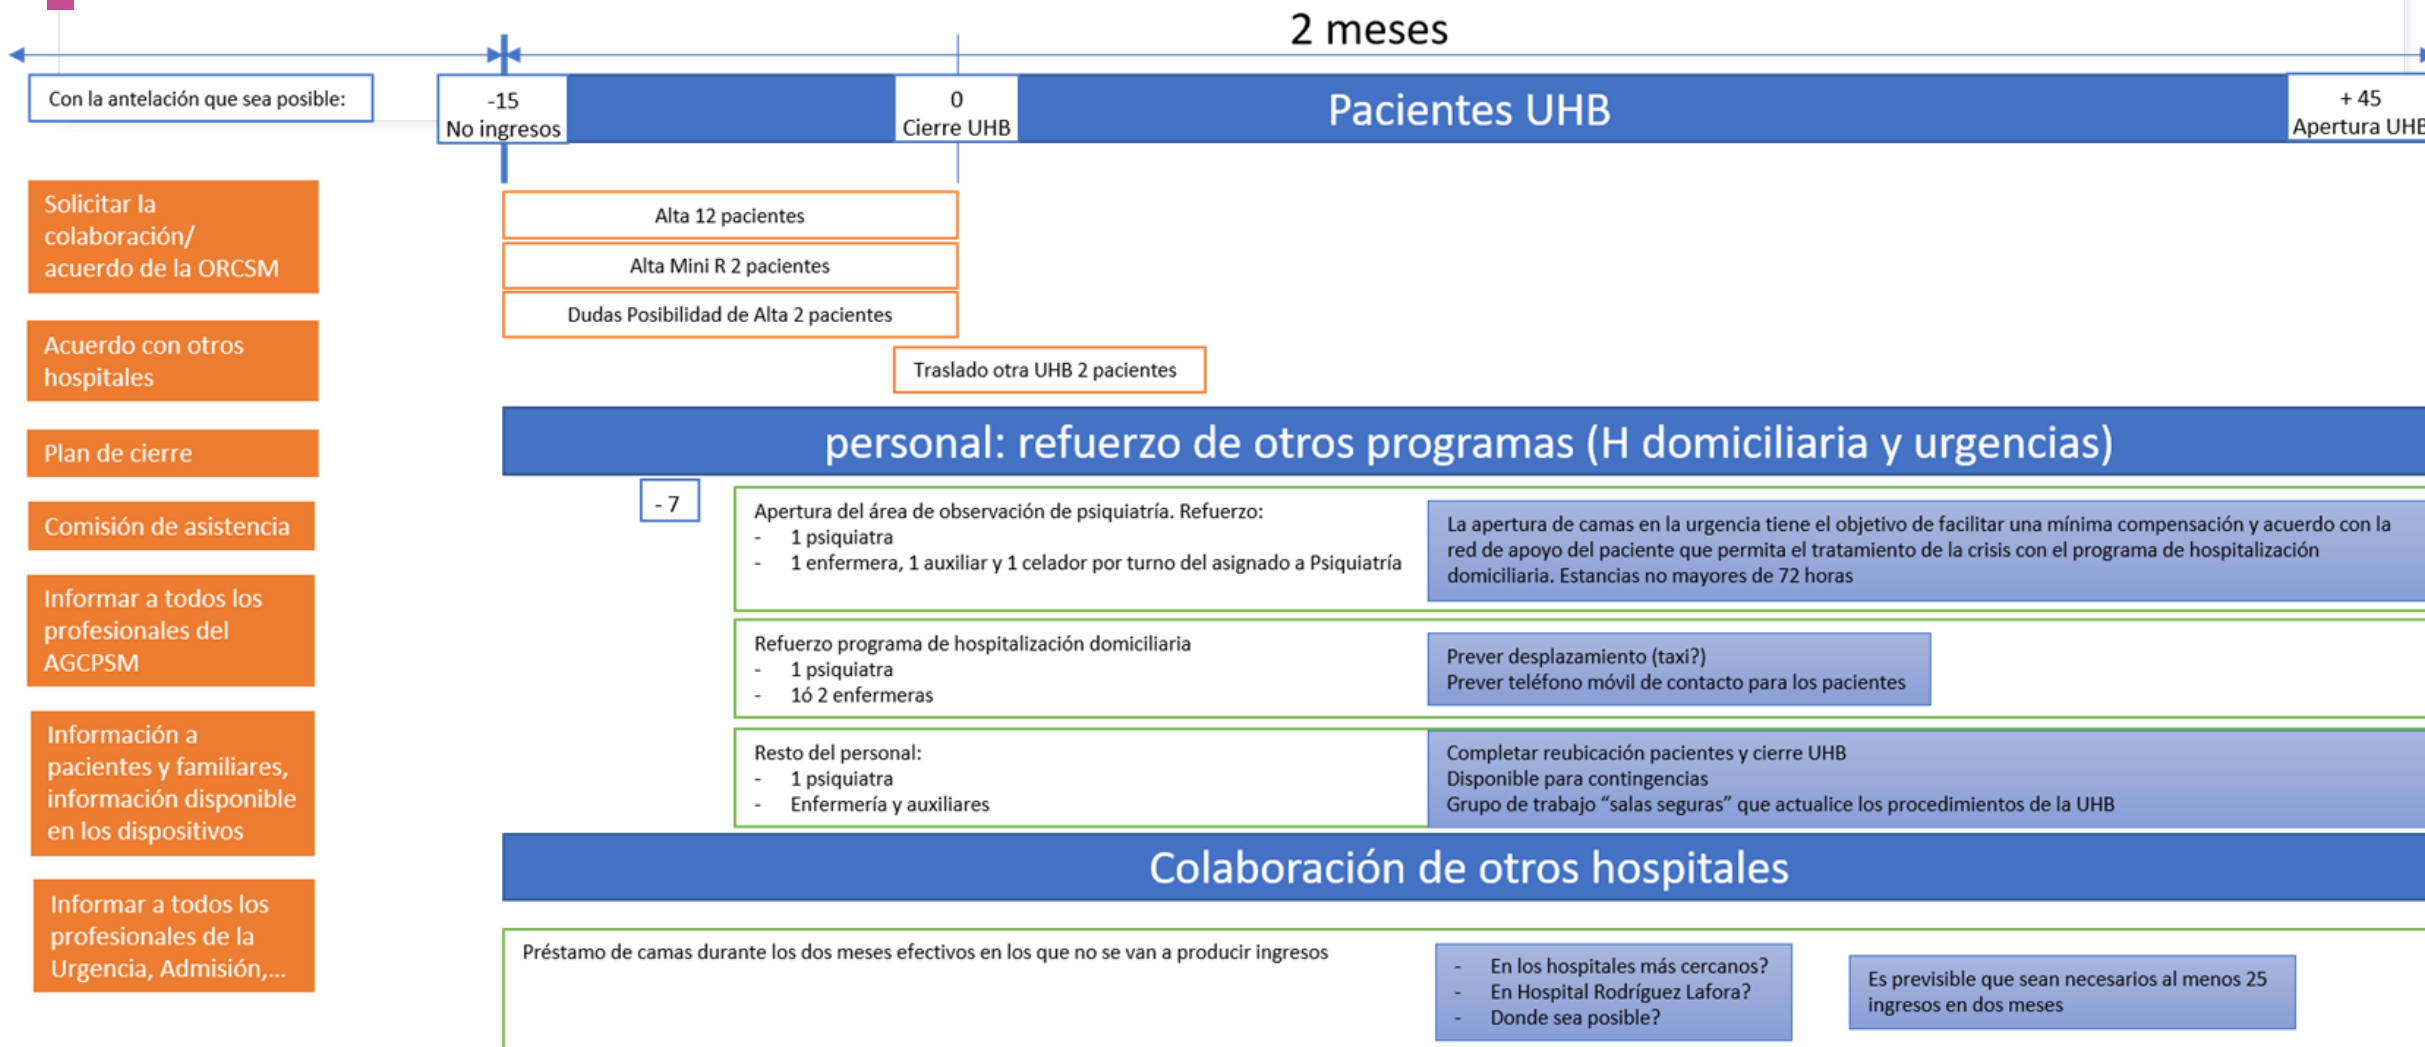 2 meses
Con la antelación que sea posible:
-15
No ingresos
0
Cierre UHB
Pacientes UHB
+ 45
Apertura UHB
Solicitar la
colaboración/
acuerdo de la ORCSM
Acuerdo con otros
hospitales
Plan de cierre
Comisión de asistencia
Informar a todos los
profesionales del
AGCPSM
Información a
pacientes y familiares,
información disponible
en los dispositivos
Informar a todos los
profesionales de la
Urgencia, Admisión,...
Alta 12 pacientes
Alta Mini R 2 pacientes
Dudas Posibilidad de Alta 2 pacientes
Traslado otra UHB 2 pacientes
personal: refuerzo de otros programas (H domiciliaria y urgencias)
- 7
Apertura del área de observación de psiquiatría. Refuerzo:
- 1 psiquiatra
- 1 enfermera, 1 auxiliar y 1 celador por turno del asignado a Psiquiatría
La apertura de camas en la urgencia tiene el objetivo de facilitar una mínima compensación y acuerdo con la
red de apoyo del paciente que permita el tratamiento de la crisis con el programa de hospitalización
domiciliaria. Estancias no mayores de 72 horas
Refuerzo programa de hospitalización domiciliaria
- 1 psiquiatra
- 1ó 2 enfermeras
Prever desplazamiento (taxi?)
Prever teléfono móvil de contacto para los pacientes
Resto del personal:
- 1 psiquiatra
- Enfermería y auxiliares
Completar reubicación pacientes y cierre UHB
Disponible para contingencias
Grupo de trabajo “salas seguras” que actualice los procedimientos de la UHB
Colaboración de otros hospitales
Préstamo de camas durante los dos meses efectivos en los que no se van a producir ingresos
- En los hospitales más cercanos?
- En Hospital Rodríguez Lafora?
- Donde sea posible?
Es previsible que sean necesarios al menos 25
ingresos en dos meses